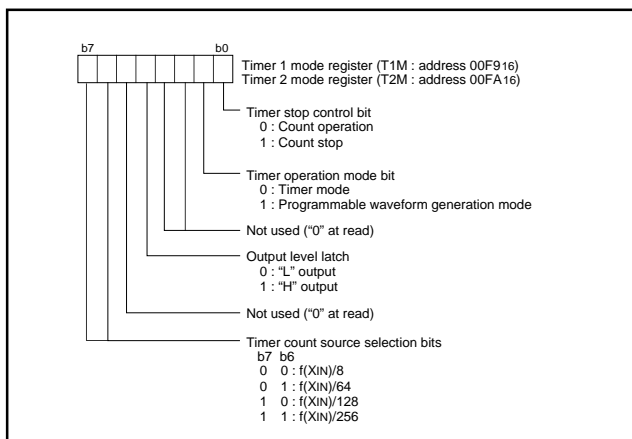 b7 b0
Timer 1 mode register (T1M : address 00F916)
Timer 2 mode register (T2M : address 00FA16)
Timer stop control bit
0 : Count operation
1 : Count stop
Timer operation mode bit
0 : Timer mode
1 : Programmable waveform generation mode
Not used (“0” at read)
Output level latch
0 : “L” output
1 : “H” output
Not used (“0” at read)
Timer count source selection bits
b7 b6
0 0 : f(XIN)/8
0 1 : f(XIN)/64
1 0 : f(XIN)/128
1 1 : f(XIN)/256